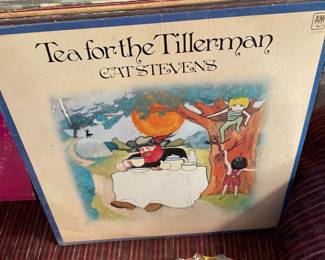 Tea for the Tillerman
CAT STEVENS
A&M